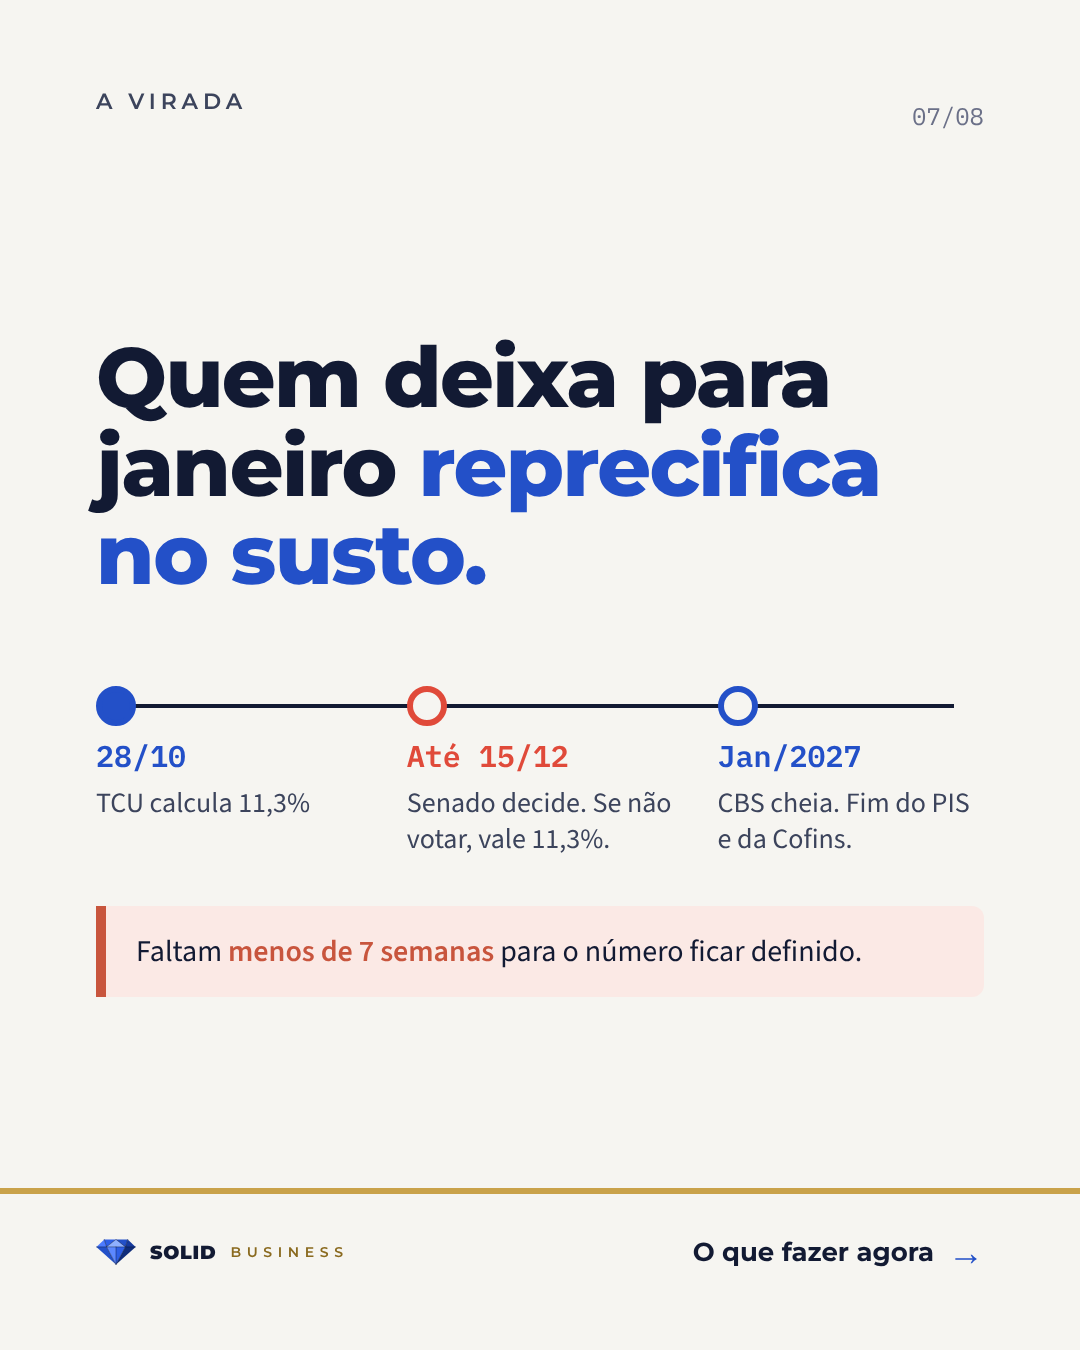 A VIRADA
07/08
Quem deixa para
janeiro reprecifica
no susto.
28/10
TCU calcula 11,3%
Até 15/12
Senado decide. Se não
votar, vale 11,3%.
Jan/2027
CBS cheia. Fim do PIS
e da Cofins.
Faltam menos de 7 semanas para o número ficar definido.
SOLID BUSINESS
O que fazer agora →